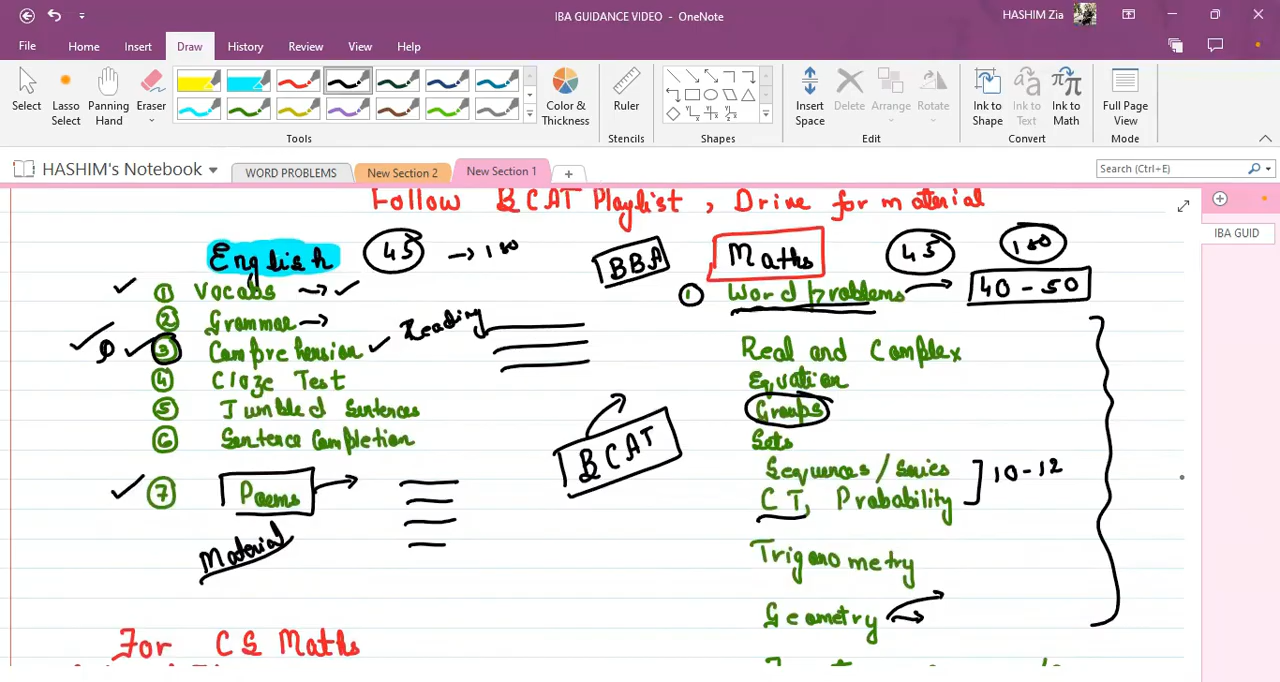 IBA GUIDANCE VIDEO - OneNote
HASHIM Zia
File Home Insert Draw History Review View Help
Select
Lasso Select
Panning Hand
Eraser
Color & Thickness
Ruler
Insert Space
Delete
Arrange
Rotate
Ink to Shape
Ink to Text
Ink to Math
Full Page View
Tools
Stencils
Shapes
Edit
Convert
Mode
HASHIM's Notebook
WORD PROBLEMS
New Section 2
New Section 1
Search (Ctrl+E)
IBA GUID
Follow BCAT Playlist, Drive for material
English 45 → 180
① Vocabs →
② Grammar →
③ Comprehension Reading
④ Cloze Test
⑤ Jumbled Sentences
⑥ Sentence Completion
⑦ Poems
Material
BBA
BCAT
Maths 45 180
① Word problems 40 - 50
Real and Complex
Equation
Groups
Sets
Sequences/Series
CT, Probability
10-12
Trigonometry
Geometry
For CS Maths